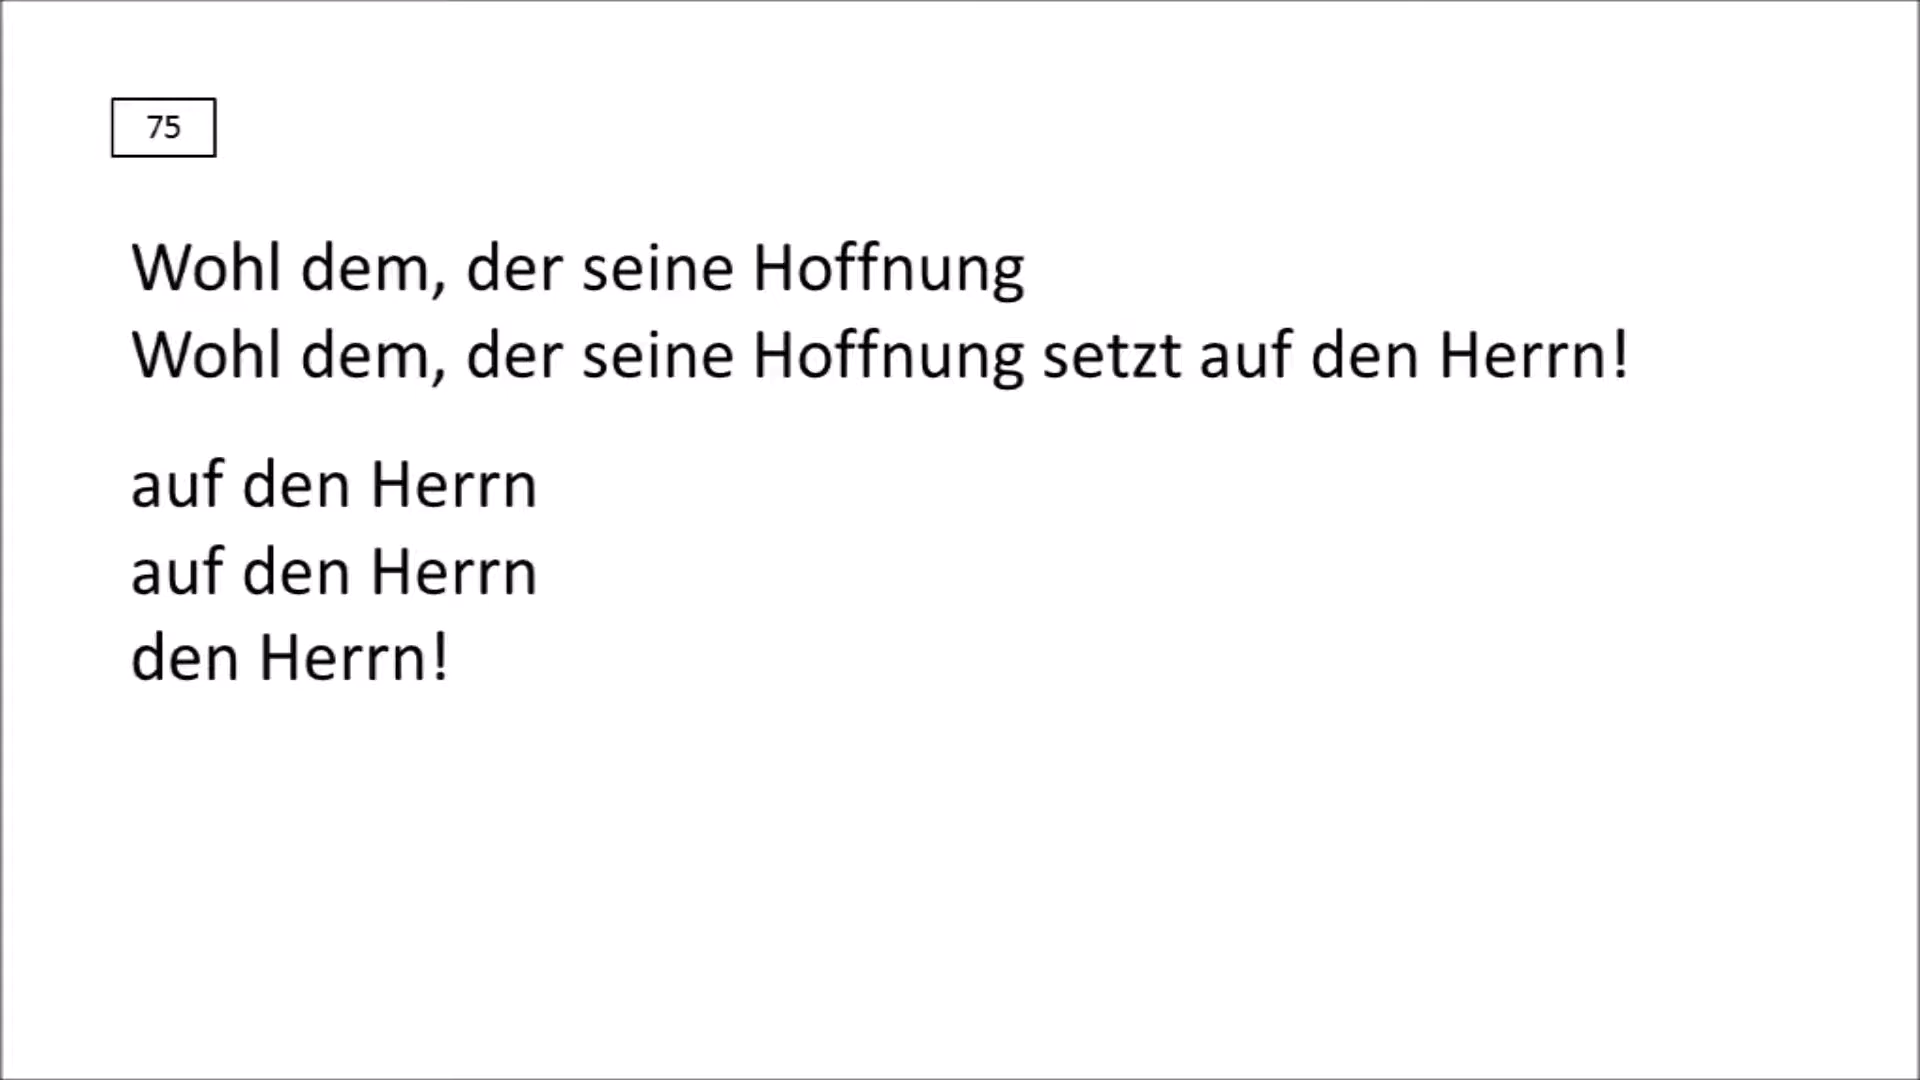 75
Wohl dem, der seine Hoffnung
Wohl dem, der seine Hoffnung setzt auf den Herrn!
auf den Herrn
auf den Herrn
den Herrn!